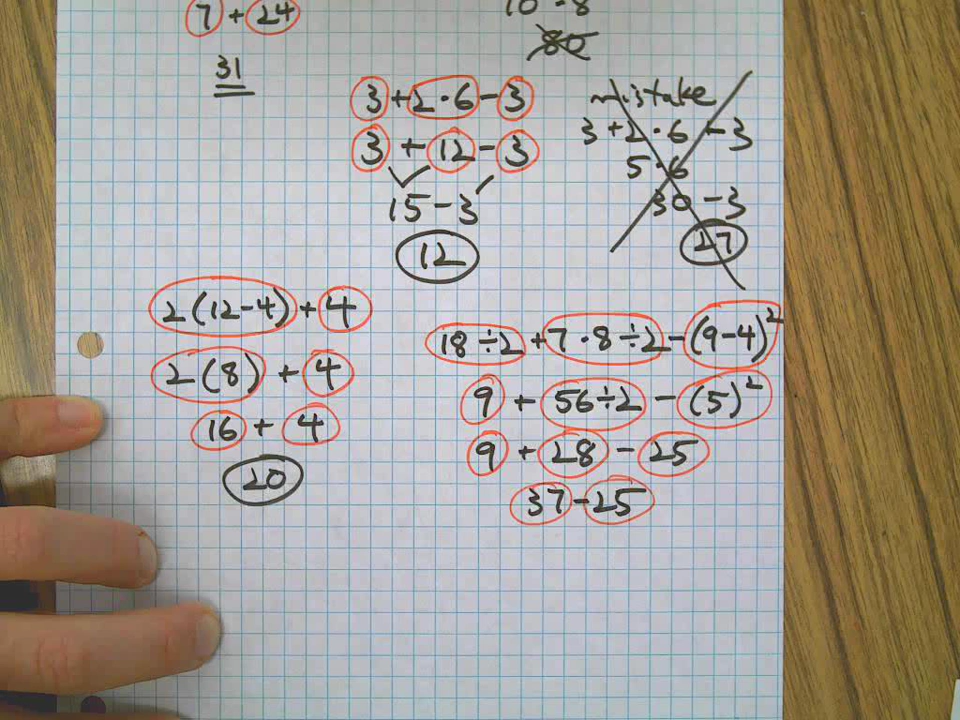 7 + 24
31
10 · 8
80
3 + 2 · 6 - 3
3 + 12 - 3
15 - 3
12
mistake
3 + 2 · 6 - 3
5 · 6
30 - 3
27
2(12-4) + 4
2(8) + 4
16 + 4
20
18 ÷ 2 + 7 · 8 ÷ 2 - (9-4)²
9 + 56 ÷ 2 - (5)²
9 + 28 - 25
37 - 25